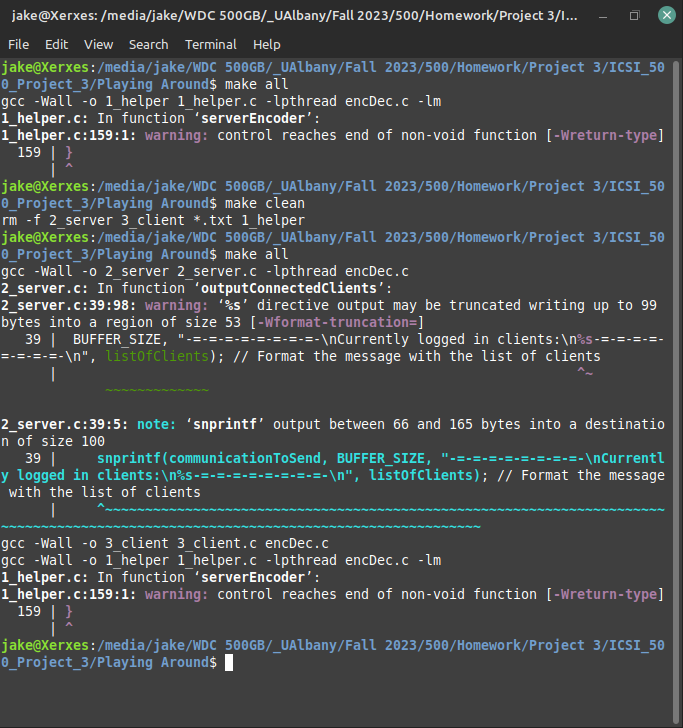 jake@Xerxes: /media/jake/WDC 500GB/_UAlbany/Fall 2023/500/Homework/Project 3/I...
File Edit View Search Terminal Help
jake@Xerxes:/media/jake/WDC 500GB/_UAlbany/Fall 2023/500/Homework/Project 3/ICSI_50
0_Project_3/Playing Around$ make all
gcc -Wall -o 1_helper 1_helper.c -lpthread encDec.c -lm
1_helper.c: In function ‘serverEncoder’:
1_helper.c:159:1: warning: control reaches end of non-void function [-Wreturn-type]
  159 | }
      | ^
jake@Xerxes:/media/jake/WDC 500GB/_UAlbany/Fall 2023/500/Homework/Project 3/ICSI_50
0_Project_3/Playing Around$ make clean
rm -f 2_server 3_client *.txt 1_helper
jake@Xerxes:/media/jake/WDC 500GB/_UAlbany/Fall 2023/500/Homework/Project 3/ICSI_50
0_Project_3/Playing Around$ make all
gcc -Wall -o 2_server 2_server.c -lpthread encDec.c
2_server.c: In function ‘outputConnectedClients’:
2_server.c:39:98: warning: ‘%s’ directive output may be truncated writing up to 99
bytes into a region of size 53 [-Wformat-truncation=]
   39 |  BUFFER_SIZE, "-=-=-=-=-=-=-=-=-=-\nCurrently logged in clients:\n%s-=-=-=-=-
=-=-=-=-=-\n", listOfClients); // Format the message with the list of clients
      |                                                                 ^~
             ~~~~~~~~~~~~~
2_server.c:39:5: note: ‘snprintf’ output between 66 and 165 bytes into a destinatio
n of size 100
   39 |     snprintf(communicationToSend, BUFFER_SIZE, "-=-=-=-=-=-=-=-=-=-\nCurrentl
y logged in clients:\n%s-=-=-=-=-=-=-=-=-=-\n", listOfClients); // Format the message
 with the list of clients
      |     ^~~~~~~~~~~~~~~~~~~~~~~~~~~~~~~~~~~~~~~~~~~~~~~~~~~~~~~~~~~~~~~~~~~~~~~
~~~~~~~~~~~~~~~~~~~~~~~~~~~~~~~~~~~~~~~~~~~~~~~~~~~~~~~~~~~~
gcc -Wall -o 3_client 3_client.c encDec.c
gcc -Wall -o 1_helper 1_helper.c -lpthread encDec.c -lm
1_helper.c: In function ‘serverEncoder’:
1_helper.c:159:1: warning: control reaches end of non-void function [-Wreturn-type]
  159 | }
      | ^
jake@Xerxes:/media/jake/WDC 500GB/_UAlbany/Fall 2023/500/Homework/Project 3/ICSI_50
0_Project_3/Playing Around$